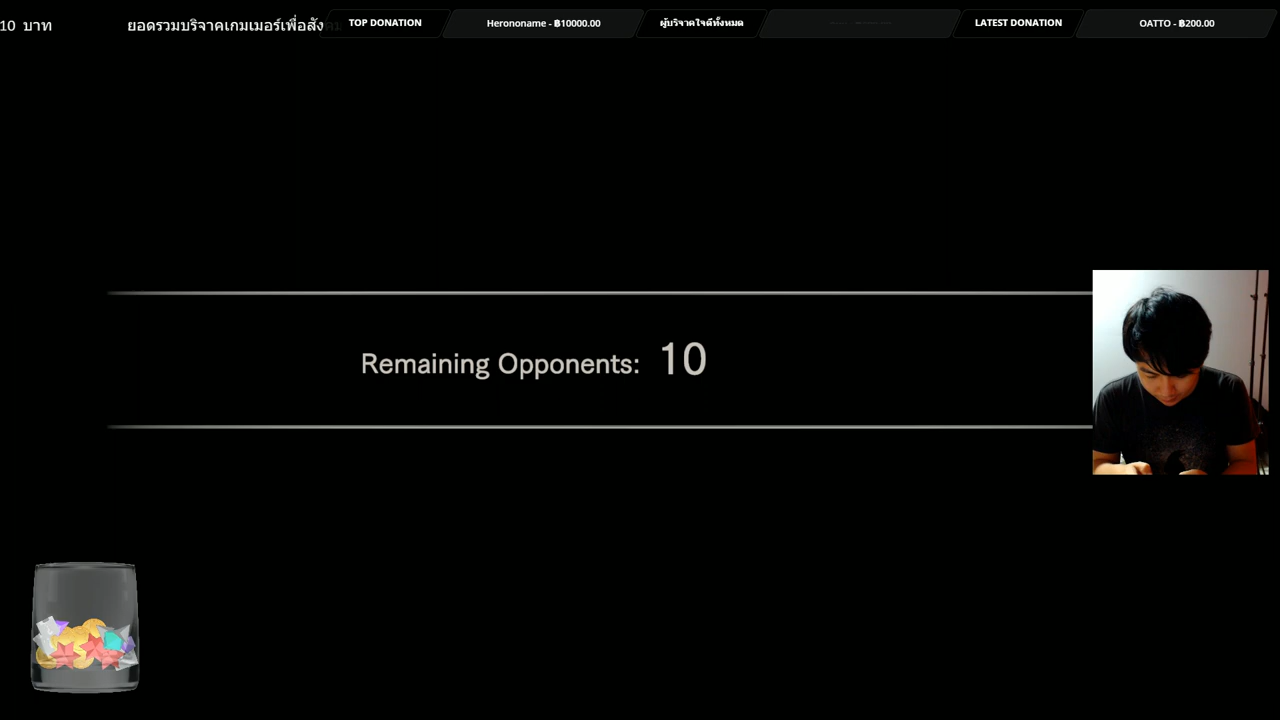 10 บาท
ยอดรวมบริจาคเกมเมอร์เพื่อสัง
TOP DONATION
Herononame - ฿10000.00
ผู้บริจาคใจดีทั้งหมด
LATEST DONATION
OATTO - ฿200.00
Remaining Opponents: 10